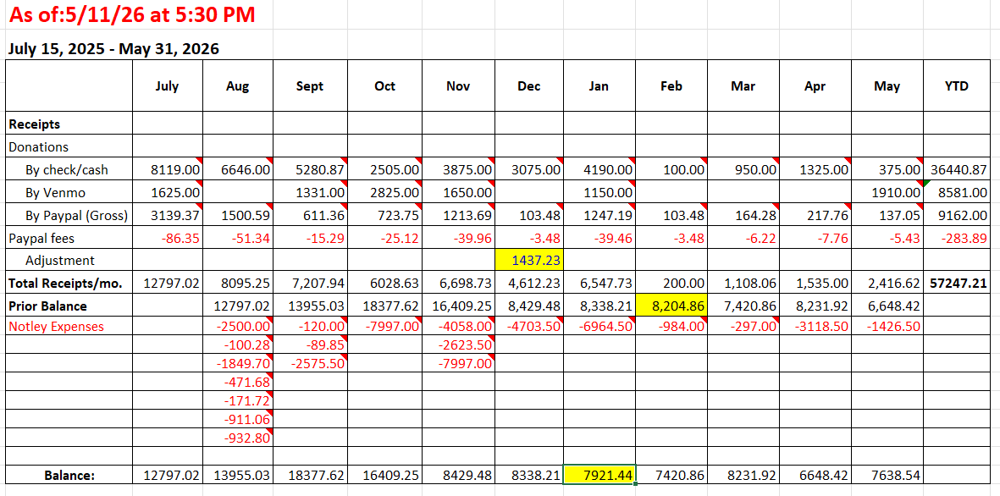 As of:5/11/26 at 5:30 PM
July 15, 2025 - May 31, 2026
July Aug Sept Oct Nov Dec Jan Feb Mar Apr May YTD
Receipts
Donations
By check/cash 8119.00 6646.00 5280.87 2505.00 3875.00 3075.00 4190.00 100.00 950.00 1325.00 375.00 36440.87
By Venmo 1625.00 1331.00 2825.00 1650.00 1150.00 1910.00 8581.00
By Paypal (Gross) 3139.37 1500.59 611.36 723.75 1213.69 103.48 1247.19 103.48 164.28 217.76 137.05 9162.00
Paypal fees -86.35 -51.34 -15.29 -25.12 -39.96 -3.48 -39.46 -3.48 -6.22 -7.76 -5.43 -283.89
Adjustment 1437.23
Total Receipts/mo. 12797.02 8095.25 7,207.94 6028.63 6,698.73 4,612.23 6,547.73 200.00 1,108.06 1,535.00 2,416.62 57247.21
Prior Balance 12797.02 13955.03 18377.62 16,409.25 8,429.48 8,338.21 8,204.86 7,420.86 8,231.92 6,648.42
Notley Expenses -2500.00 -120.00 -7997.00 -4058.00 -4703.50 -6964.50 -984.00 -297.00 -3118.50 -1426.50
-100.28 -89.85 -2623.50
-1849.70 -2575.50 -7997.00
-471.68
-171.72
-911.06
-932.80
Balance: 12797.02 13955.03 18377.62 16409.25 8429.48 8338.21 7921.44 7420.86 8231.92 6648.42 7638.54